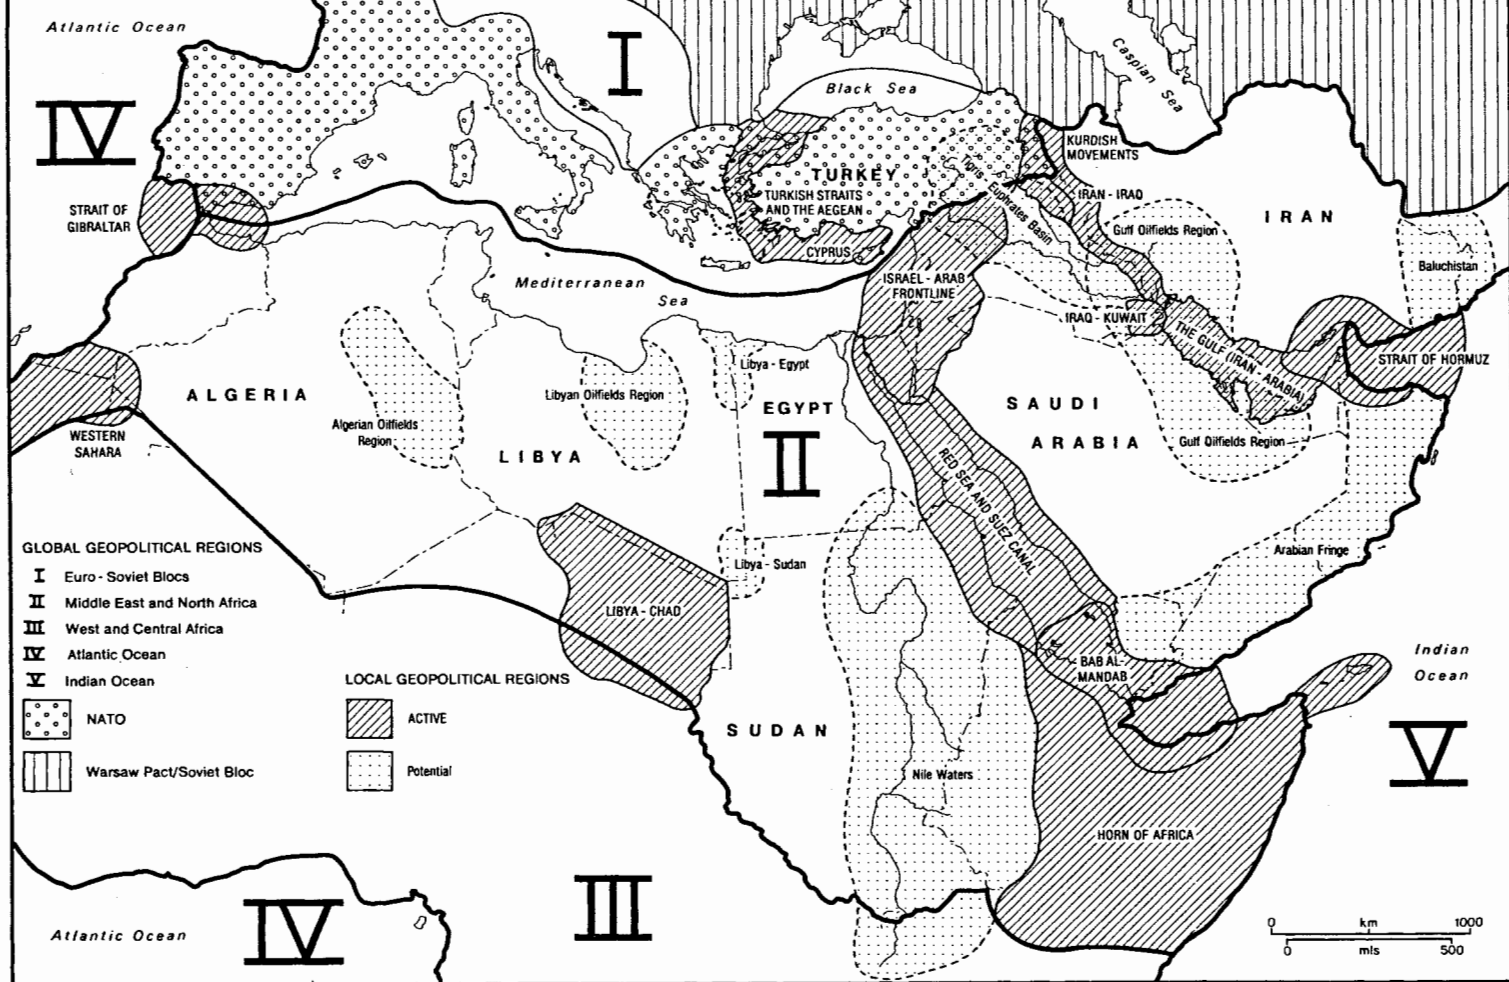 Atlantic Ocean
I
Caspian Sea
Black Sea
IV
KURDISH
MOVEMENTS
TURKEY
Tigris - Euphrates Basin
TURKISH STRAITS
AND THE AEGEAN
IRAN - IRAQ
STRAIT OF
GIBRALTAR
IRAN
Gulf Oilfields Region
CYPRUS
Baluchistan
Mediterranean
Sea
ISRAEL - ARAB
FRONTLINE
IRAQ - KUWAIT
THE GULF (IRAN - ARABIA)
STRAIT OF HORMUZ
Libya - Egypt
ALGERIA
Libyan Oilfields Region
EGYPT
SAUDI
ARABIA
Algerian Oilfields
Region
WESTERN
SAHARA
LIBYA
II
Gulf Oilfields Region
RED SEA AND SUEZ CANAL
GLOBAL GEOPOLITICAL REGIONS
I Euro - Soviet Blocs
II Middle East and North Africa
III West and Central Africa
IV Atlantic Ocean
V Indian Ocean
NATO
Warsaw Pact/Soviet Bloc
LOCAL GEOPOLITICAL REGIONS
ACTIVE
Potential
Libya - Sudan
Arabian Fringe
LIBYA - CHAD
BAB AL-
MANDAB
Indian
Ocean
SUDAN
V
Nile Waters
HORN OF AFRICA
III
IV
Atlantic Ocean
0 km 1000
0 mls 500